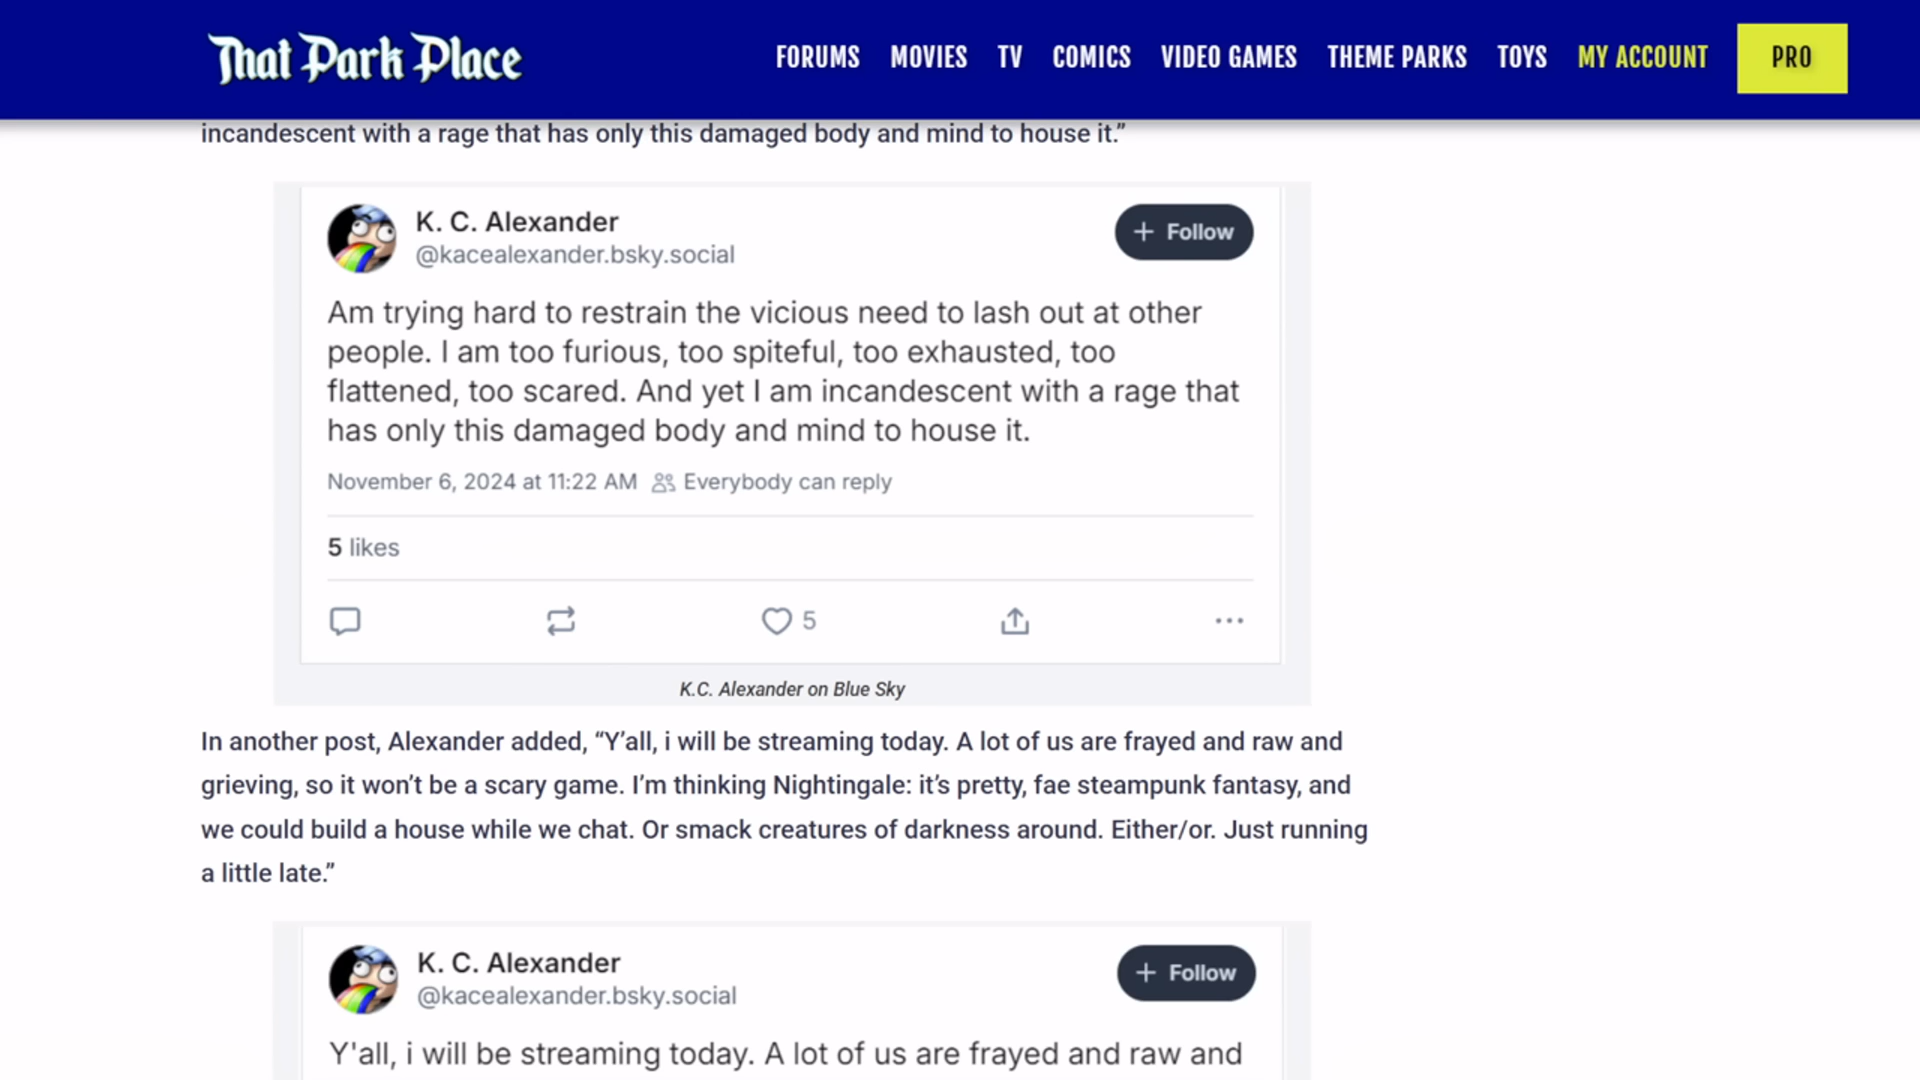 That Park Place
FORUMS MOVIES TV COMICS VIDEO GAMES THEME PARKS TOYS MY ACCOUNT PRO
incandescent with a rage that has only this damaged body and mind to house it.”
K. C. Alexander
@kacealexander.bsky.social
+ Follow
Am trying hard to restrain the vicious need to lash out at other
people. I am too furious, too spiteful, too exhausted, too
flattened, too scared. And yet I am incandescent with a rage that
has only this damaged body and mind to house it.
November 6, 2024 at 11:22 AM Everybody can reply
5 likes
5
K.C. Alexander on Blue Sky
In another post, Alexander added, “Y’all, i will be streaming today. A lot of us are frayed and raw and
grieving, so it won’t be a scary game. I’m thinking Nightingale: it’s pretty, fae steampunk fantasy, and
we could build a house while we chat. Or smack creatures of darkness around. Either/or. Just running
a little late.”
K. C. Alexander
@kacealexander.bsky.social
+ Follow
Y'all, i will be streaming today. A lot of us are frayed and raw and